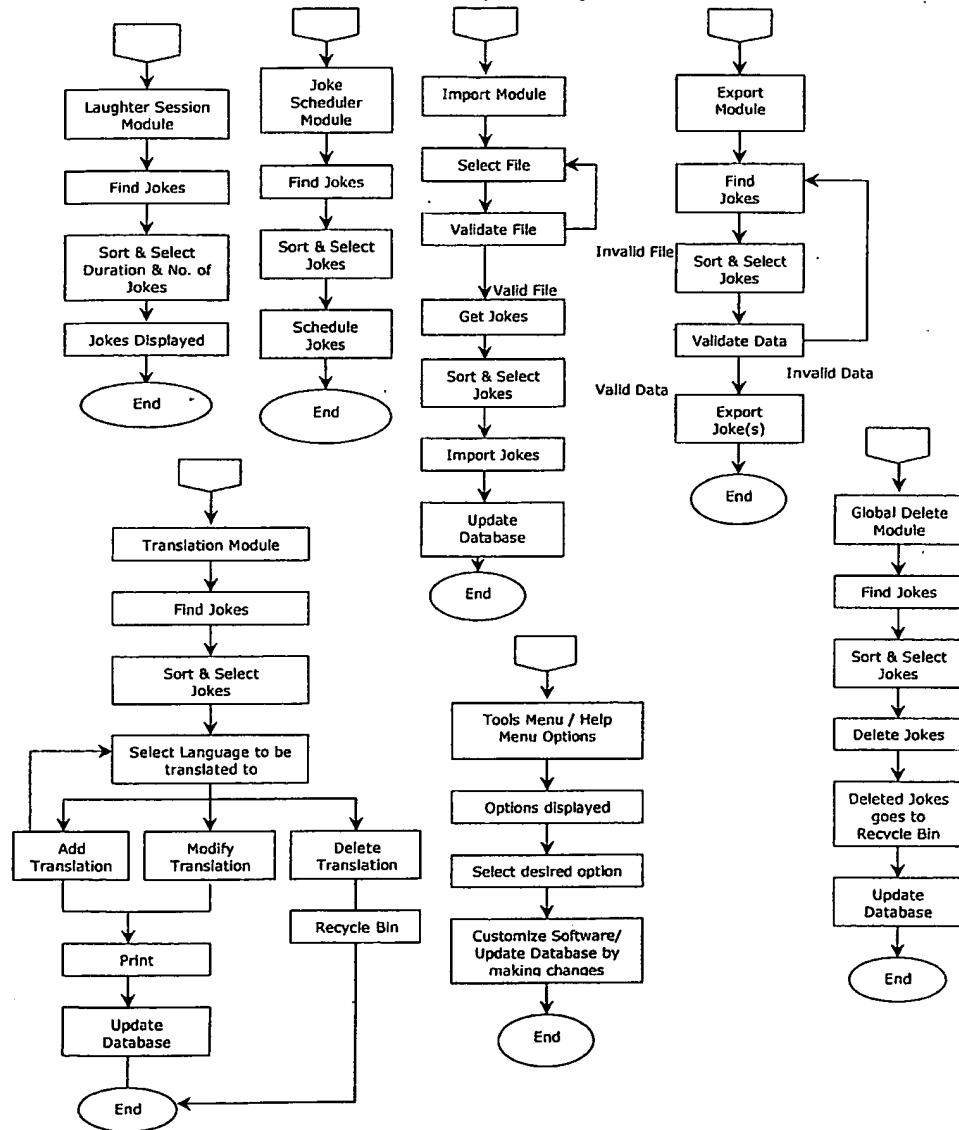 Laughter Session
Module
Find Jokes
Sort & Select
Duration & No. of
Jokes
Jokes Displayed
End
Joke
Scheduler
Module
Find Jokes
Sort & Select
Jokes
Schedule
Jokes
End
Import Module
Select File
Validate File
Valid File
Get Jokes
Sort & Select
Jokes
Import Jokes
Update
Database
End
Export
Module
Find
Jokes
Invalid File
Sort & Select
Jokes
Validate Data
Invalid Data
Valid Data
Export
Joke(s)
End
Translation Module
Find Jokes
Sort & Select
Jokes
Select Language to be
translated to
Add
Translation
Modify
Translation
Delete
Translation
Recycle Bin
Print
Update
Database
End
Tools Menu / Help
Menu Options
Options displayed
Select desired option
Customize Software/
Update Database by
making changes
End
Global Delete
Module
Find Jokes
Sort & Select
Jokes
Delete Jokes
Deleted Jokes
goes to
Recycle Bin
Update
Database
End